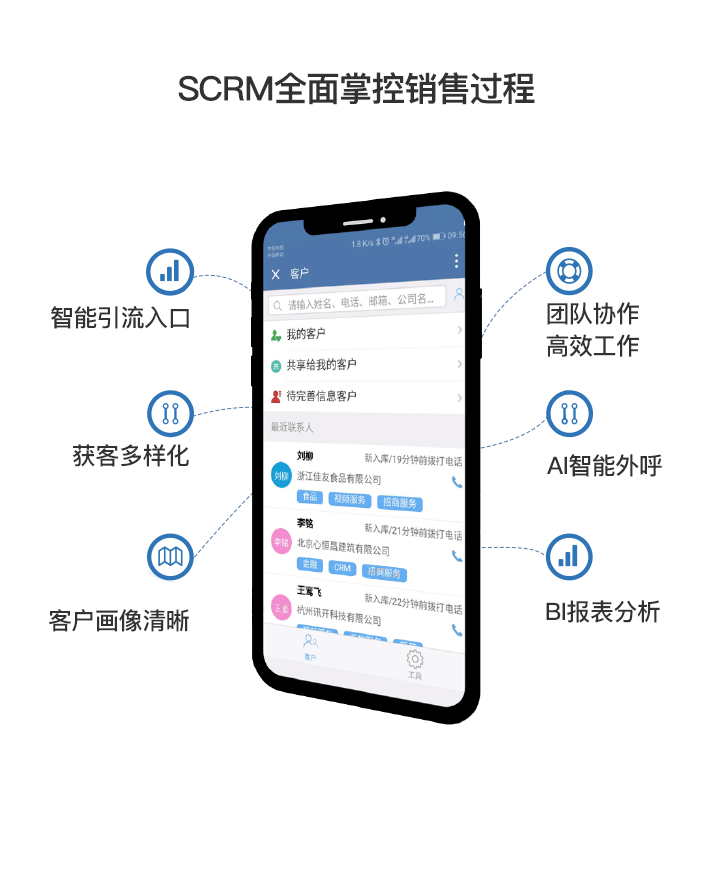 SCRM全面掌控销售过程
智能引流入口
获客多样化
客户画像清晰
团队协作
高效工作
AI智能外呼
BI报表分析
1.8 K/s
70%
09:56
客户
请输入姓名、电话、邮箱、公司名...
我的客户
共 共享给我的客户
待完善信息客户
最近联系人
刘柳
刘柳
新入库/19分钟前拨打电话
浙江佳友食品有限公司
食品 视频服务 招商服务
李铭
李铭
新入库/21分钟前拨打电话
北京心恒昌建筑有限公司
金融 CRM 招商服务
王鸾飞
新入库/22分钟前拨打电话
杭州讯开科技有限公司
客户
工具